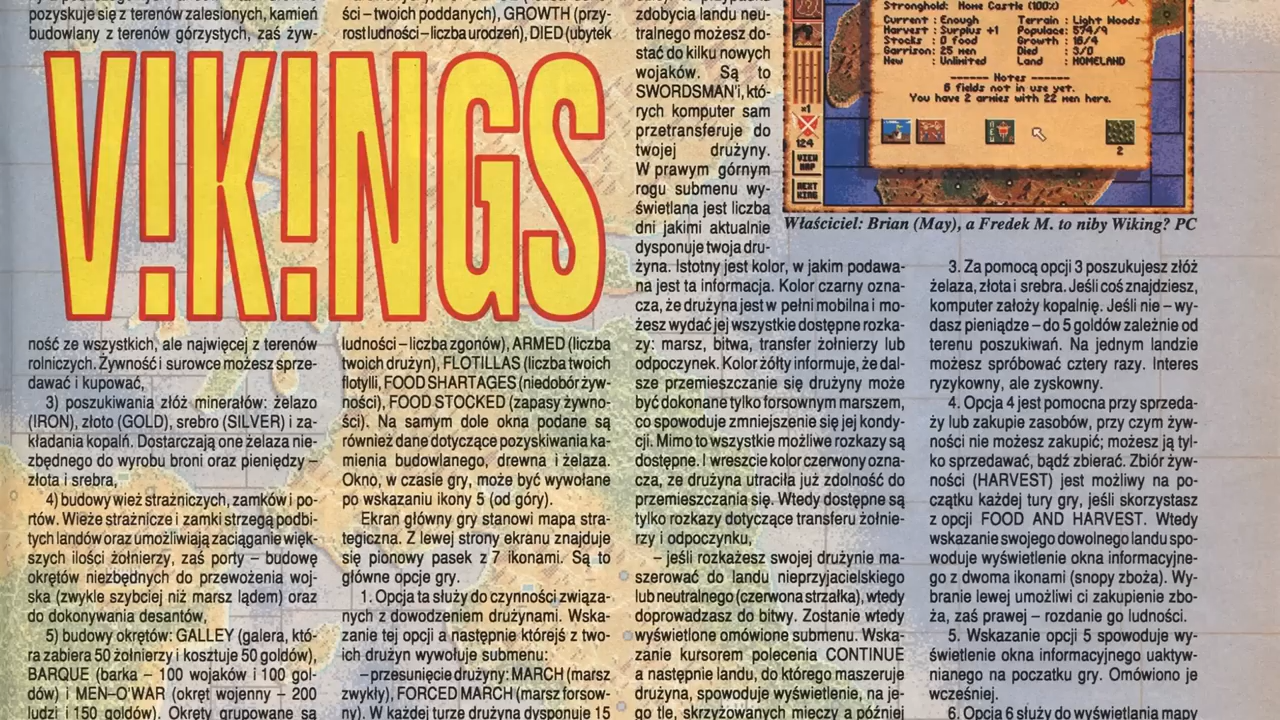 pozyskuje się z terenów zalesionych, kamień
budowlany z terenów górzystych, zaś żyw-
V!K!NGS
ność ze wszystkich, ale najwięcej z terenów
rolniczych. Żywność i surowce możesz sprze-
dawać i kupować,
3) poszukiwania złóż minerałów: żelazo
(IRON), złoto (GOLD), srebro (SILVER) i za-
kładania kopalń. Dostarczają one żelaza nie-
zbędnego do wyrobu broni oraz pieniędzy –
złota i srebra,
4) budowy wież strażniczych, zamków i po-
rtów. Wieże strażnicze i zamki strzegą podbi-
tych landów oraz umożliwiają zaciąganie więk-
szych ilości żołnierzy, zaś porty – budowę
okrętów niezbędnych do przewożenia woj-
ska (zwykle szybciej niż marsz lądem) oraz
do dokonywania desantów,
5) budowy okrętów: GALLEY (galera, któ-
ra zabiera 50 żołnierzy i kosztuje 50 goldów),
BARQUE (barka – 100 wojaków i 100 gol-
dów) i MEN–O'WAR (okręt wojenny – 200
ludzi i 150 goldów). Okręty grupowane są
ści – twoich poddanych), GROWTH (przy-
rost ludności – liczba urodzeń), DIED (ubytek
ludności – liczba zgonów), ARMED (liczba
twoich drużyn), FLOTILLAS (liczba twoich
flotylli, FOOD SHARTAGES (niedobór żyw-
ności), FOOD STOCKED (zapasy żywno-
ści). Na samym dole okna podane są
również dane dotyczące pozyskiwania ka-
mienia budowlanego, drewna i żelaza.
Okno, w czasie gry, może być wywołane
po wskazaniu ikony 5 (od góry).
Ekran główny gry stanowi mapa stra-
tegiczna. Z lewej strony ekranu znajduje
się pionowy pasek z 7 ikonami. Są to
główne opcje gry.
1. Opcja ta służy do czynności związa-
nych z dowodzeniem drużynami. Wska-
zanie tej opcji a następnie którejś z two-
ich drużyn wywołuje submenu:
– przesunięcie drużyny: MARCH (marsz
zwykły), FORCED MARCH (marsz forsow-
ny). W każdej turze drużyna dysponuje 15
zdobycia landu neu-
tralnego możesz do-
stać do kilku nowych
wojaków. Są to
SWORDSMAN'i, któ-
rych komputer sam
przetransferuje do
twojej drużyny.
W prawym górnym
rogu submenu wy-
świetlana jest liczba
dni jakimi aktualnie
dysponuje twoja dru-
żyna. Istotny jest kolor, w jakim podawa-
na jest ta informacja. Kolor czarny ozna-
cza, że drużyna jest w pełni mobilna i mo-
żesz wydać jej wszystkie dostępne rozka-
zy: marsz, bitwa, transfer żołnierzy lub
odpoczynek. Kolor żółty informuje, że dal-
sze przemieszczanie się drużyny może
być dokonane tylko forsownym marszem,
co spowoduje zmniejszenie się jej kondy-
cji. Mimo to wszystkie możliwe rozkazy są
dostępne. I wreszcie kolor czerwony ozna-
cza, że drużyna utraciła już zdolność do
przemieszczania się. Wtedy dostępne są
tylko rozkazy dotyczące transferu żołnie-
rzy i odpoczynku,
– jeśli rozkażesz swojej drużynie ma-
szerować do landu nieprzyjacielskiego
lub neutralnego (czerwona strzałka), wtedy
doprowadzasz do bitwy. Zostanie wtedy
wyświetlone omówione submenu. Wska-
zanie kursorem polecenia CONTINUE
a następnie landu, do którego maszeruje
drużyna, spowoduje wyświetlenie, na je-
go tle, skrzyżowanych mieczy a później
Stronghold: Home Castle (100%)
Current : Enough Terrain : Light Woods
Harvest : Surplus +1 Populace: 574/9
Stocks : 0 food Growth : 16/4
Garrison: 25 men Died : 3/0
New : Unlimited Land : HOMELAND
------ Notes ------
6 fields not in use yet.
You have 2 armies with 22 men here.
2
x1
124
VIEW
MAP
NEXT
KING
Właściciel: Brian (May), a Fredek M. to niby Wiking? PC
3. Za pomocą opcji 3 poszukujesz złóż
żelaza, złota i srebra. Jeśli coś znajdziesz,
komputer założy kopalnię. Jeśli nie – wy-
dasz pieniądze – do 5 goldów zależnie od
terenu poszukiwań. Na jednym landzie
możesz spróbować cztery razy. Interes
ryzykowny, ale zyskowny.
4. Opcja 4 jest pomocna przy sprzeda-
ży lub zakupie zasobów, przy czym żyw-
ności nie możesz zakupić; możesz ją tyl-
ko sprzedawać, bądź zbierać. Zbiór żyw-
ności (HARVEST) jest możliwy na po-
czątku każdej tury gry, jeśli skorzystasz
z opcji FOOD AND HARVEST. Wtedy
wskazanie swojego dowolnego landu spo-
woduje wyświetlenie okna informacyjne-
go z dwoma ikonami (snopy zboża). Wy-
branie lewej umożliwi ci zakupienie zbo-
ża, zaś prawej – rozdanie go ludności.
5. Wskazanie opcji 5 spowoduje wy-
świetlenie okna informacyjnego uaktyw-
nianego na początku gry. Omówiono je
wcześniej.
6. Opcja 6 służy do wyświetlania mapy